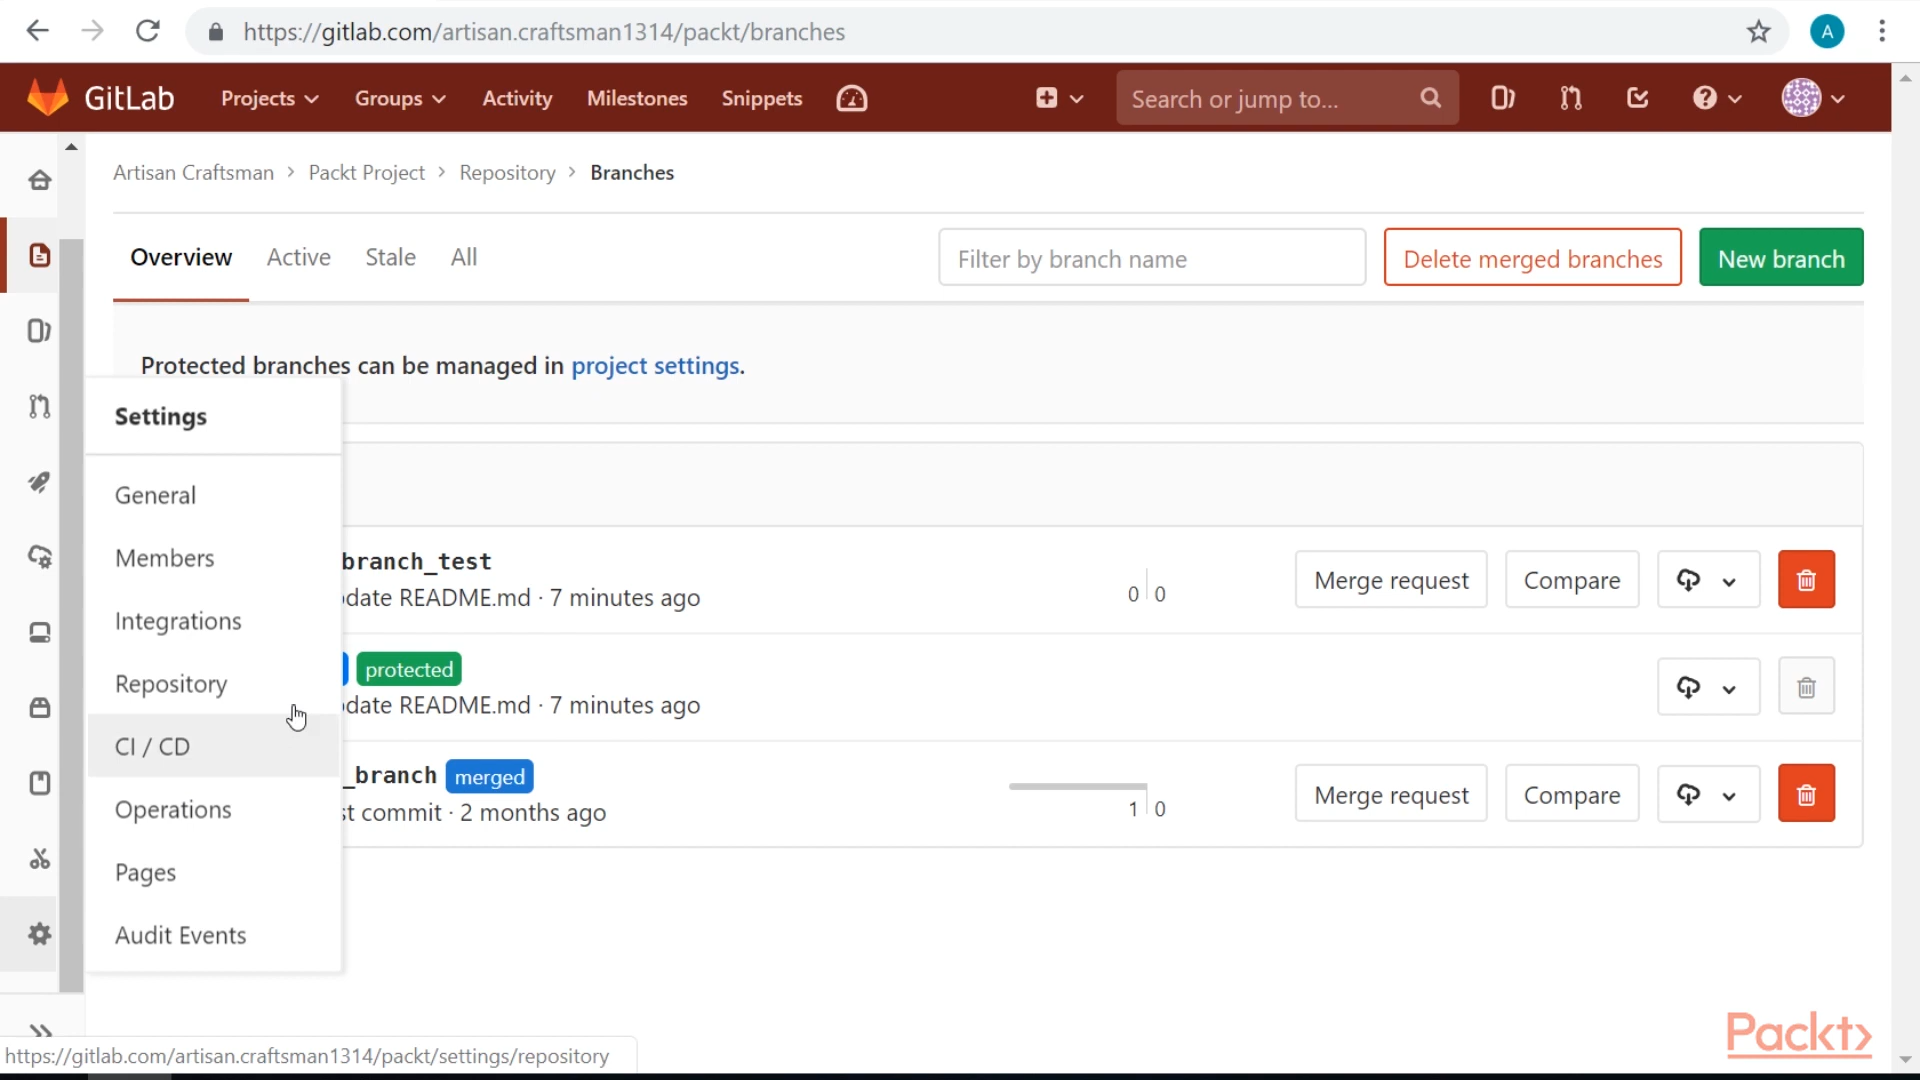 https://gitlab.com/artisan.craftsman1314/packt/branches
A
GitLab Projects Groups Activity Milestones Snippets Search or jump to...
Artisan Craftsman > Packt Project > Repository > Branches
Overview Active Stale All Filter by branch name Delete merged branches New branch
Protected branches can be managed in project settings.
Settings
General
branch_test
date README.md · 7 minutes ago
0 0
Merge request Compare
Members
Integrations
Repository
protected
date README.md · 7 minutes ago
CI / CD
_branch merged
st commit · 2 months ago
1 0
Merge request Compare
Operations
Pages
Audit Events
Packt>
https://gitlab.com/artisan.craftsman1314/packt/settings/repository